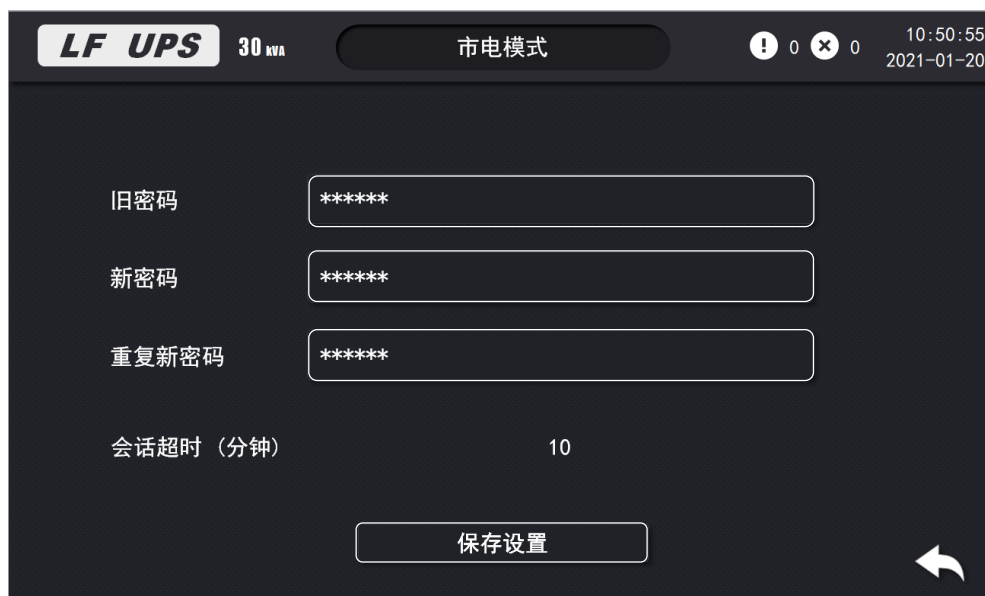 LF UPS 30 kVA 市电模式 ! 0 × 0 10:50:55
2021-01-20
旧密码 ******
新密码 ******
重复新密码 ******
会话超时 (分钟) 10
保存设置